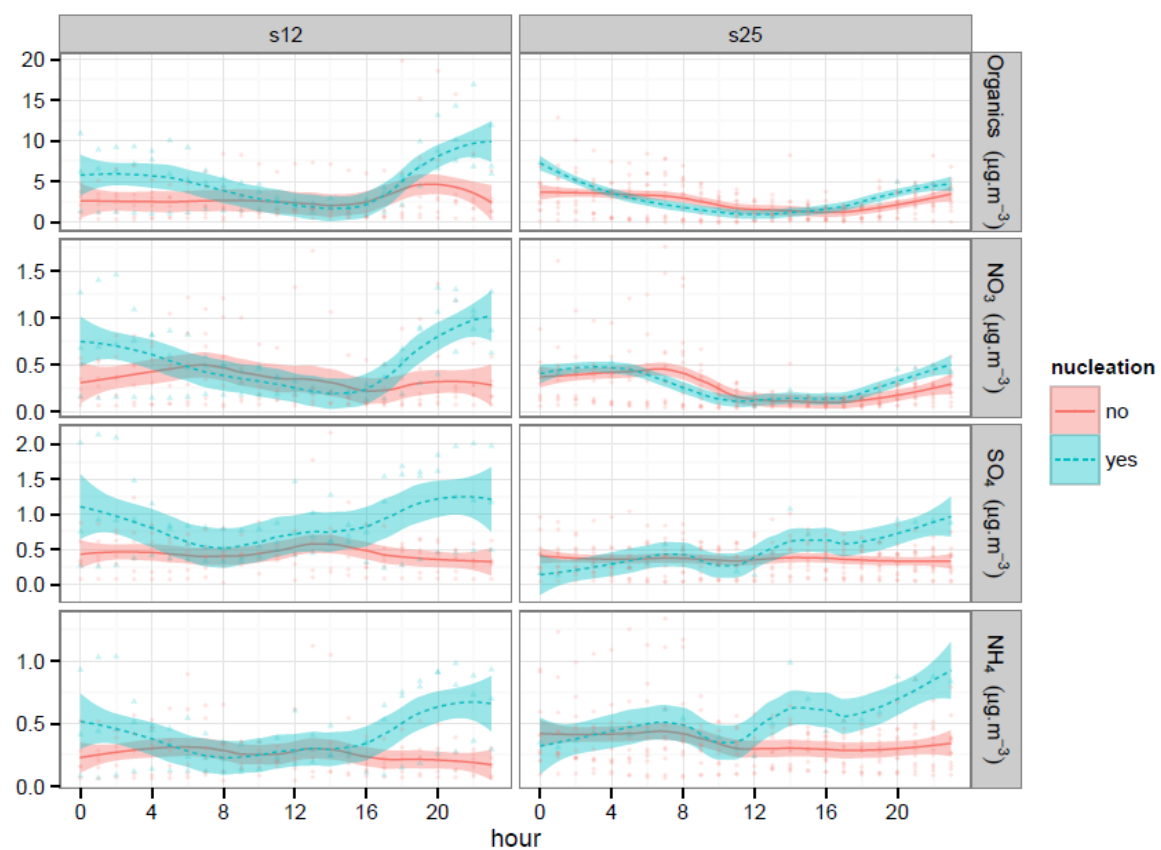 s12 s25
20
15
10
5
0
Organics (μg.m−3)
1.5
1.0
0.5
0.0
NO3 (μg.m−3)
2.0
1.5
1.0
0.5
0.0
SO4 (μg.m−3)
1.0
0.5
0.0
NH4 (μg.m−3)
0 4 8 12 16 20 0 4 8 12 16 20
hour
nucleation
no
yes